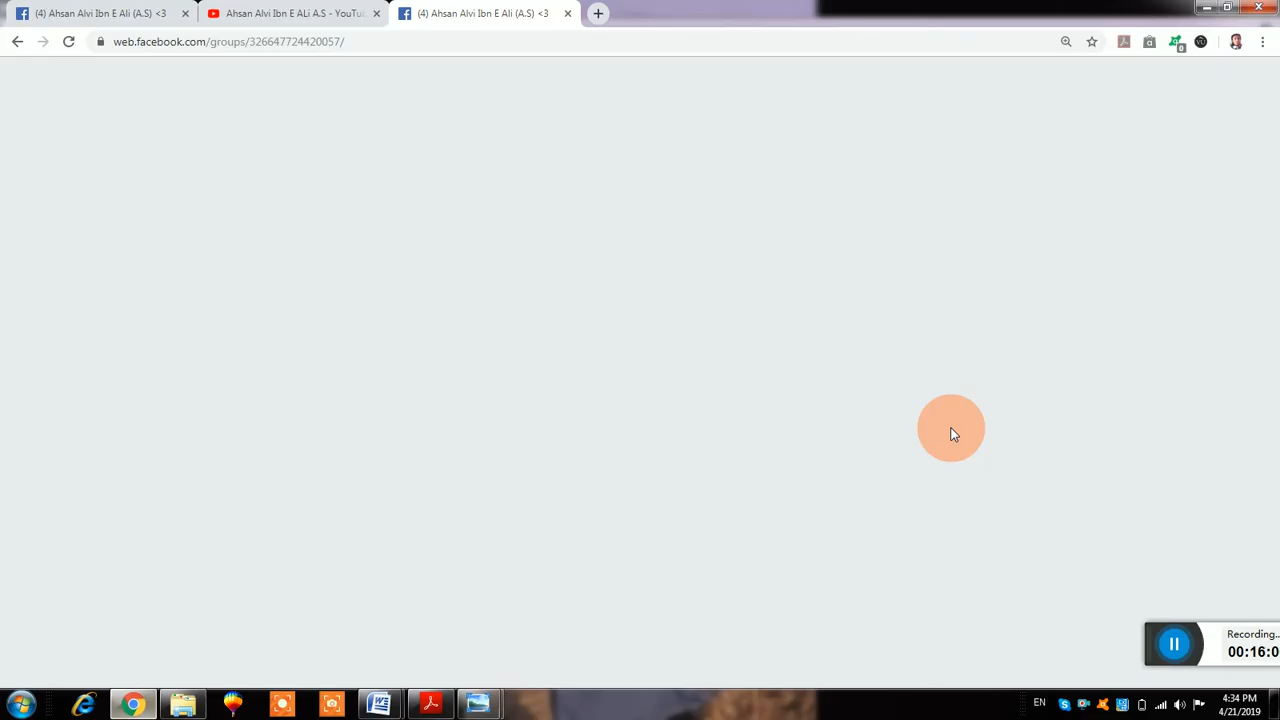 (4) Ahsan Alvi Ibn E Ali (A.S) <3
Ahsan Alvi Ibn E ALi A.S - YouTu
(4) Ahsan Alvi Ibn E Ali (A.S) <3
web.facebook.com/groups/326647724420057/
0
Recording..
00:16:0
EN
4:34 PM
4/21/2019